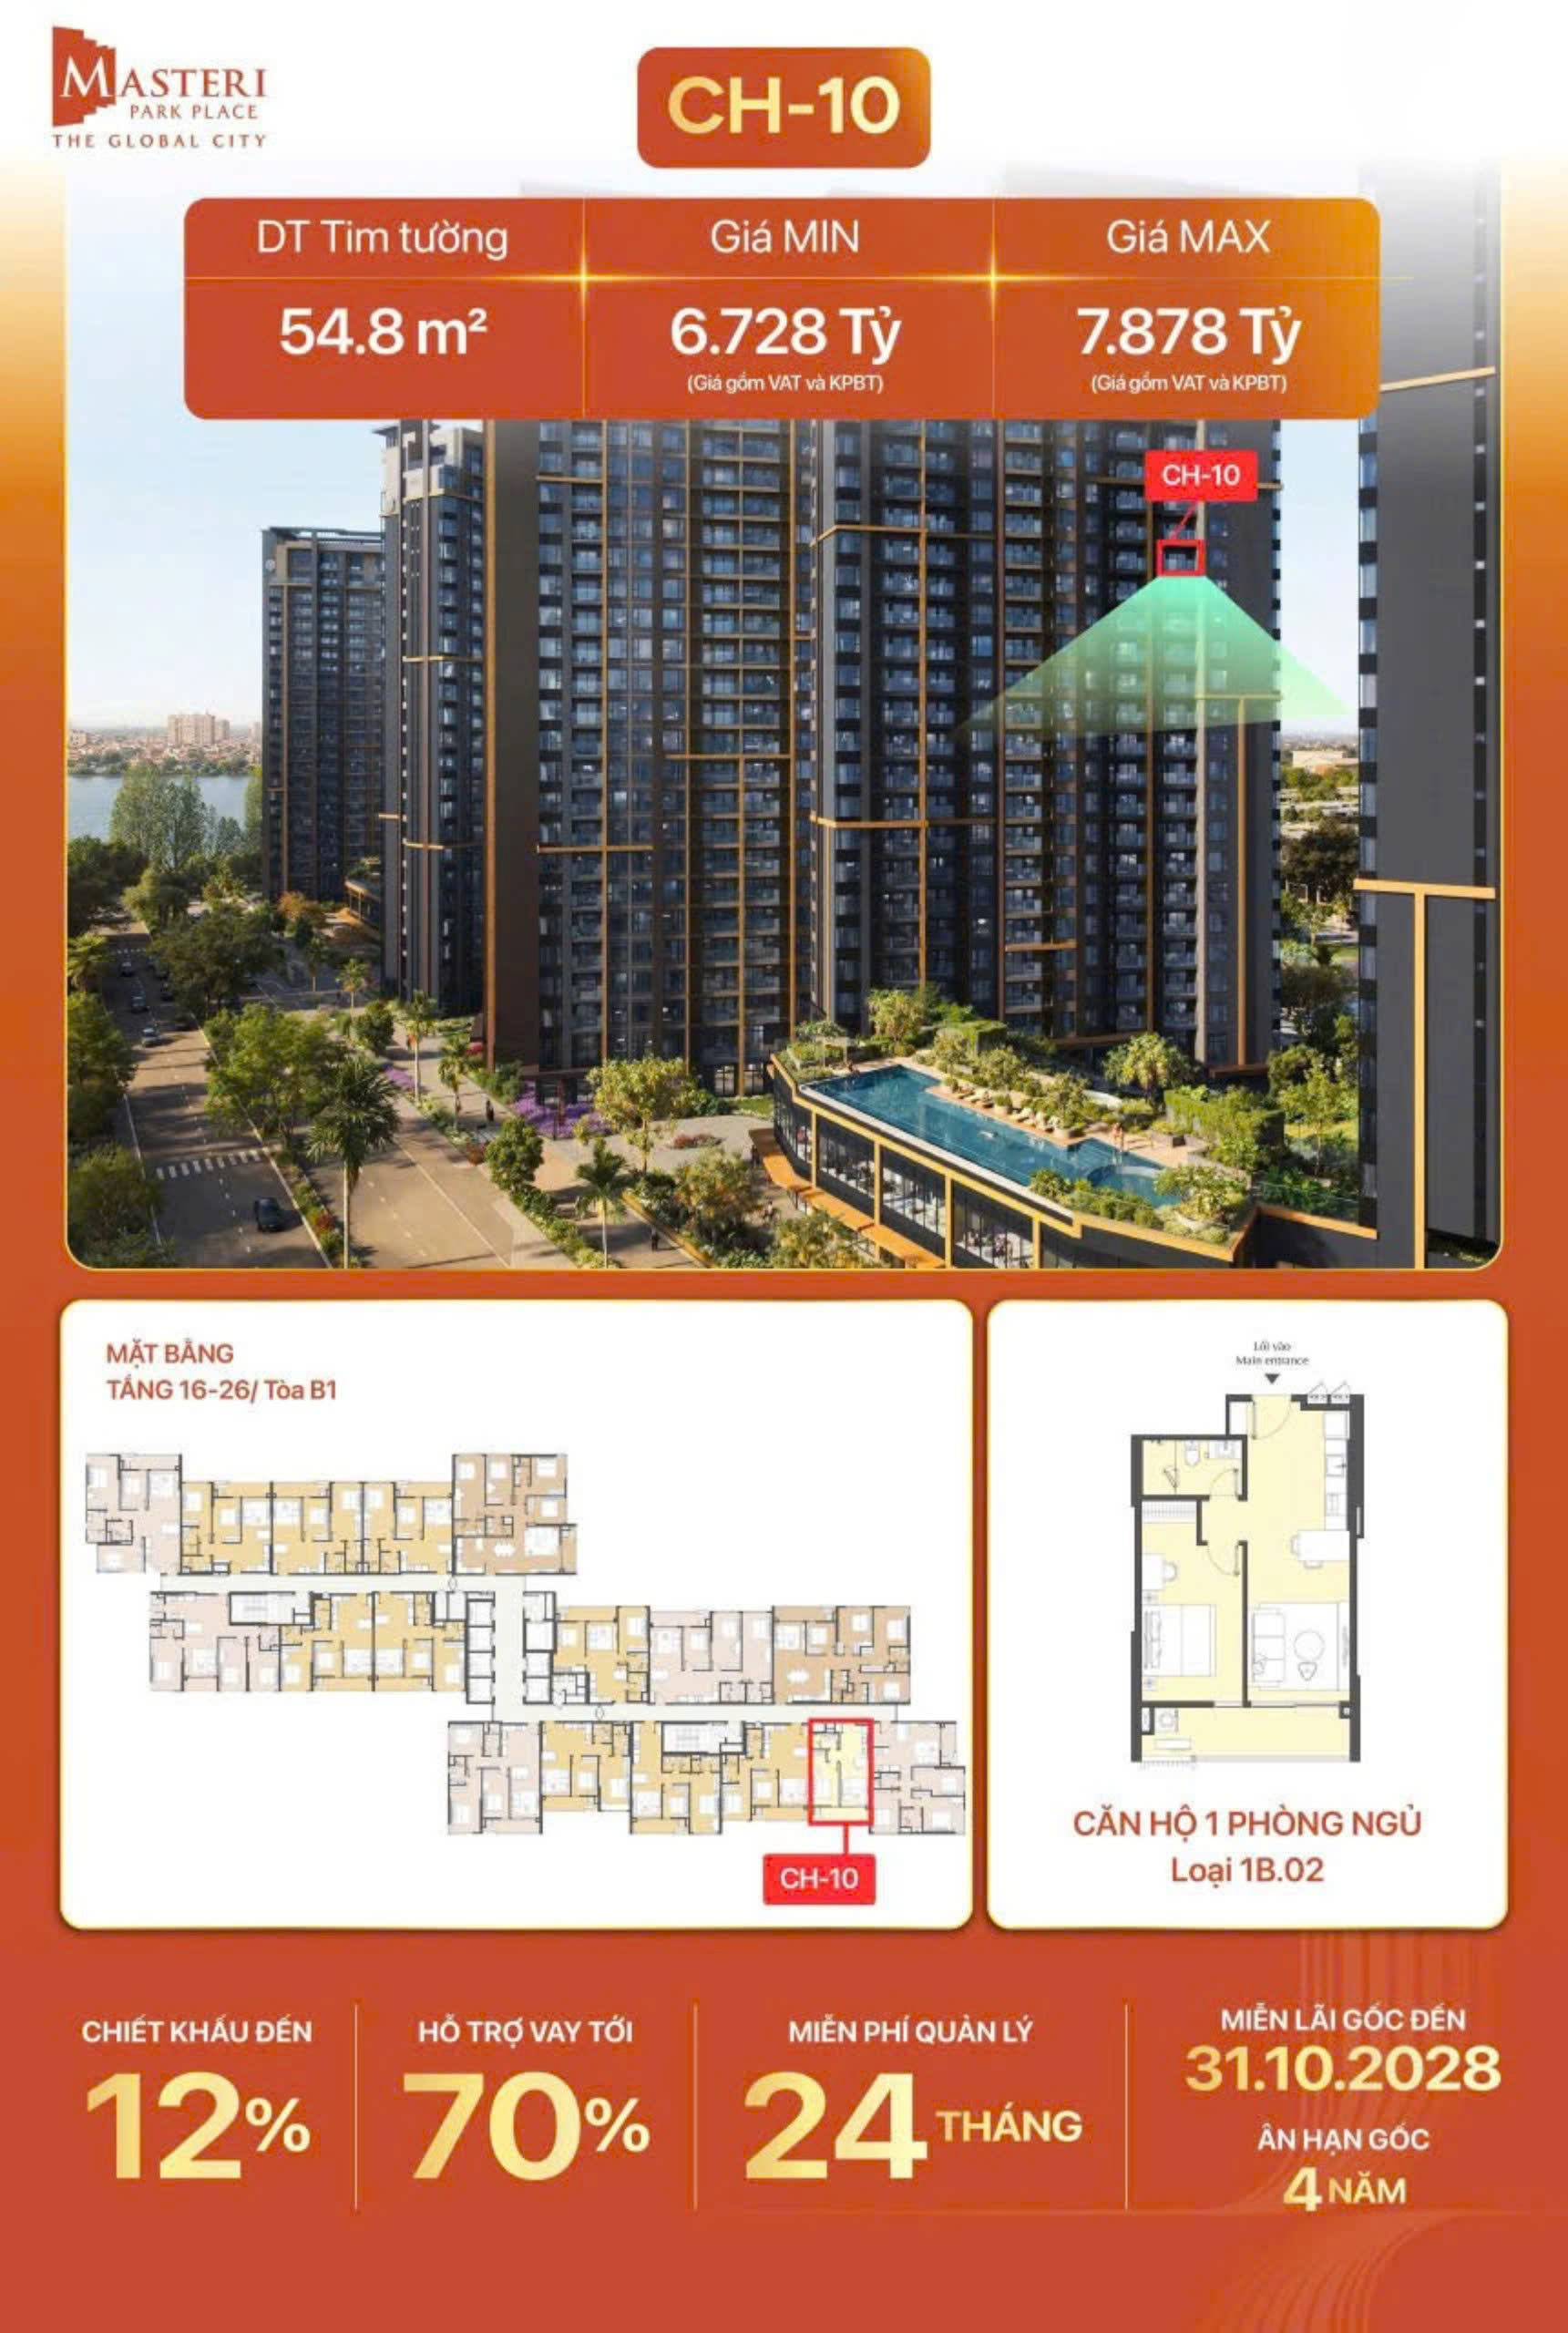 MASTERI
PARK PLACE
THE GLOBAL CITY
CH-10
DT Tim tường
Giá MIN
Giá MAX
54.8 m²
6.728 Tỷ
7.878 Tỷ
(Giá gồm VAT và KPBT)
(Giá gồm VAT và KPBT)
CH-10
MẶT BẰNG
TẦNG 16-26/ Tòa B1
CH-10
Lối vào
Main entrance
CĂN HỘ 1 PHÒNG NGỦ
Loại 1B.02
CHIẾT KHẤU ĐẾN
12%
HỖ TRỢ VAY TỚI
70%
MIỄN PHÍ QUẢN LÝ
24 THÁNG
MIỄN LÃI GỐC ĐẾN
31.10.2028
ÂN HẠN GỐC
4 NĂM